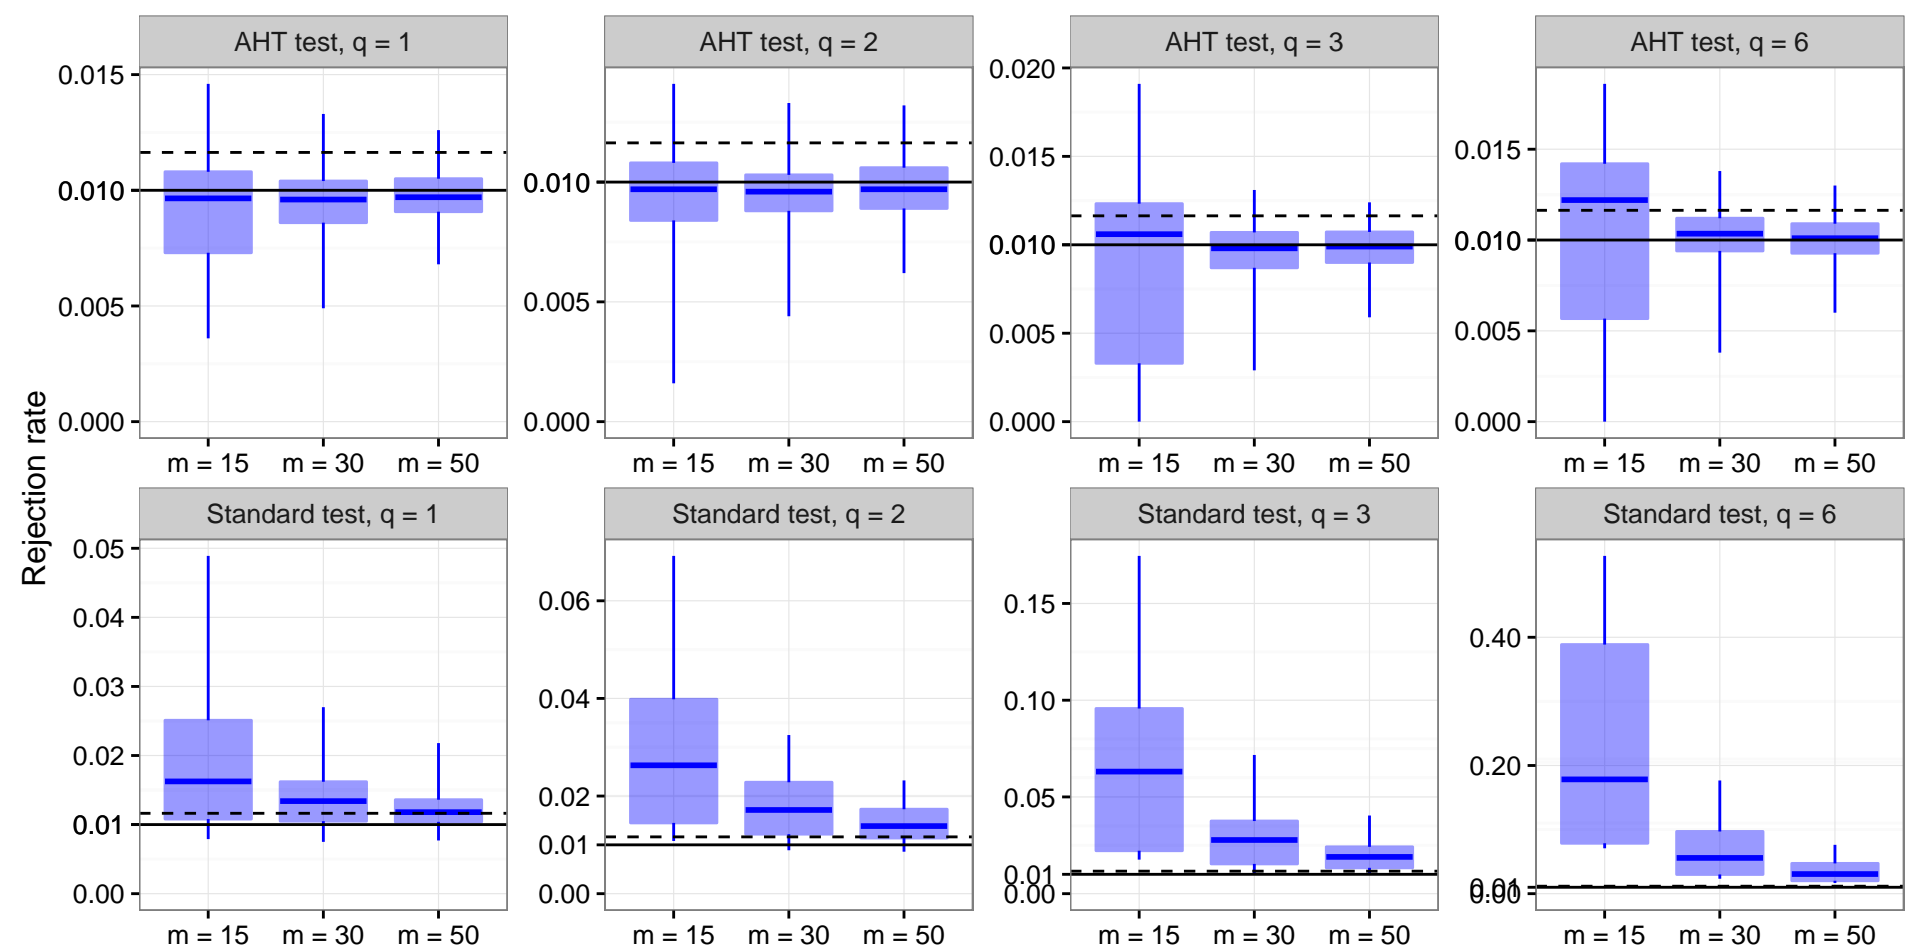 AHT test, q = 1
AHT test, q = 2
AHT test, q = 3
AHT test, q = 6
0.015
0.010
0.005
0.000
0.010
0.005
0.000
0.020
0.015
0.010
0.005
0.000
0.015
0.010
0.005
0.000
m = 15 m = 30 m = 50
m = 15 m = 30 m = 50
m = 15 m = 30 m = 50
m = 15 m = 30 m = 50
Rejection rate
Standard test, q = 1
Standard test, q = 2
Standard test, q = 3
Standard test, q = 6
0.05
0.04
0.03
0.02
0.01
0.00
0.06
0.04
0.02
0.01
0.00
0.15
0.10
0.05
0.01
0.00
0.40
0.20
0.01
0.00
m = 15 m = 30 m = 50
m = 15 m = 30 m = 50
m = 15 m = 30 m = 50
m = 15 m = 30 m = 50